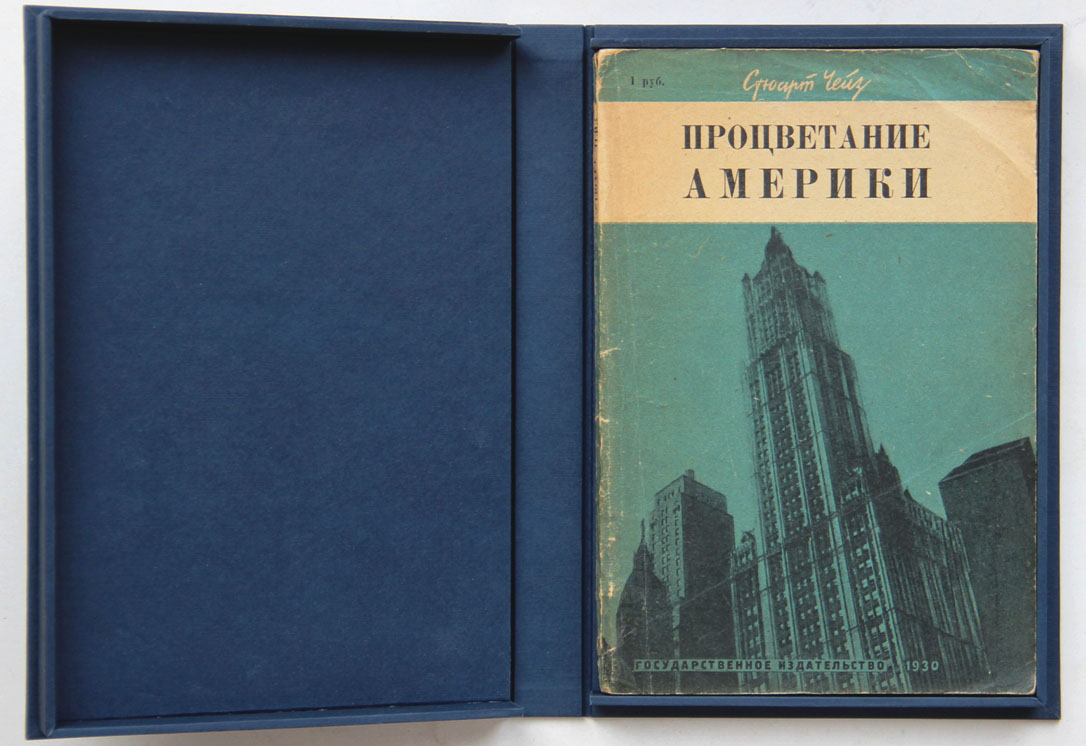 1 руб.
Стюарт Чейз
ПРОЦВЕТАНИЕ
АМЕРИКИ
ГОСУДАРСТВЕННОЕ ИЗДАТЕЛЬСТВО 1930